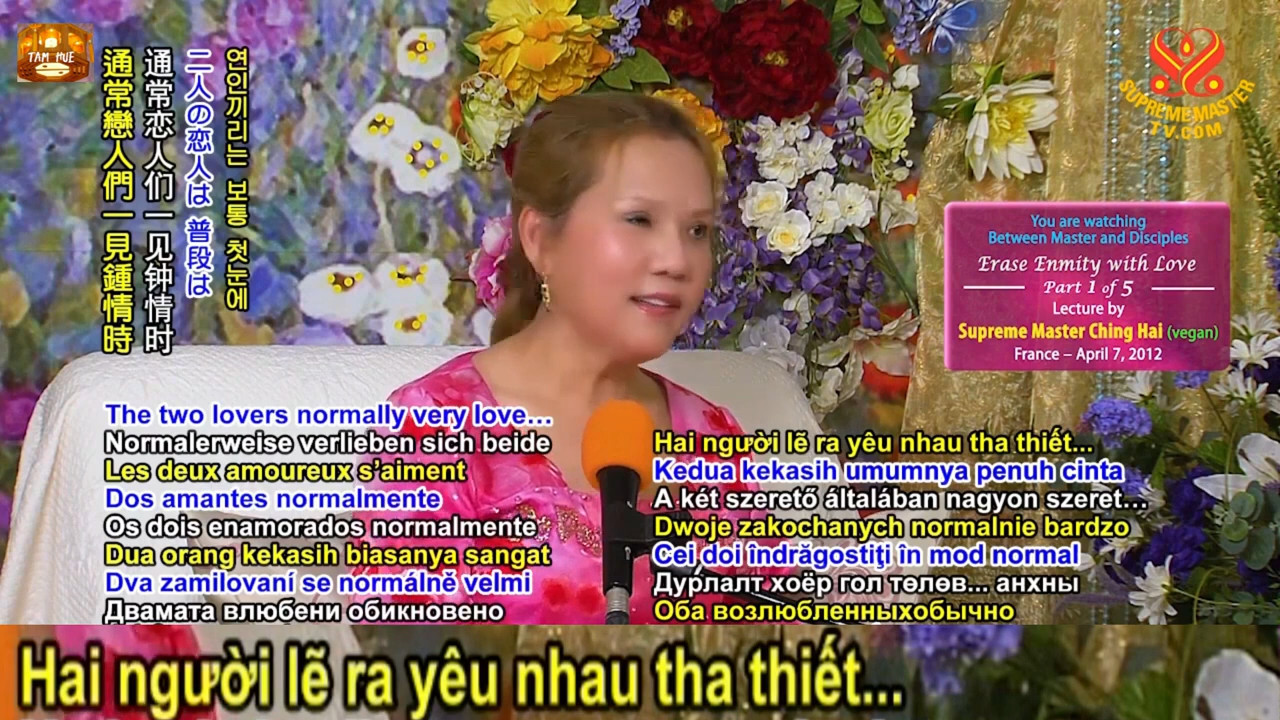 TAM HUE
通常戀人們一見鍾情時
通常恋人们一见钟情时
二人の恋人は 普段は
연인끼리는 보통 첫눈에
SUPREME MASTER
TV.COM
You are watching
Between Master and Disciples
Erase Enmity with Love
Part 1 of 5
Lecture by
Supreme Master Ching Hai (vegan)
France – April 7, 2012
The two lovers normally very love…
Normalerweise verlieben sich beide
Les deux amoureux s’aiment
Dos amantes normalmente
Os dois enamorados normalmente
Dua orang kekasih biasanya sangat
Dva zamilovaní se normálně velmi
Двамата влюбени обикновено
Hai người lẽ ra yêu nhau tha thiết...
Kedua kekasih umumnya penuh cinta
A két szerető általában nagyon szeret…
Dwoje zakochanych normalnie bardzo
Cei doi îndrăgostiţi în mod normal
Дурлалт хоёр гол төлөв... анхны
Оба возлюбленныхобычно
Hai người lẽ ra yêu nhau tha thiết...